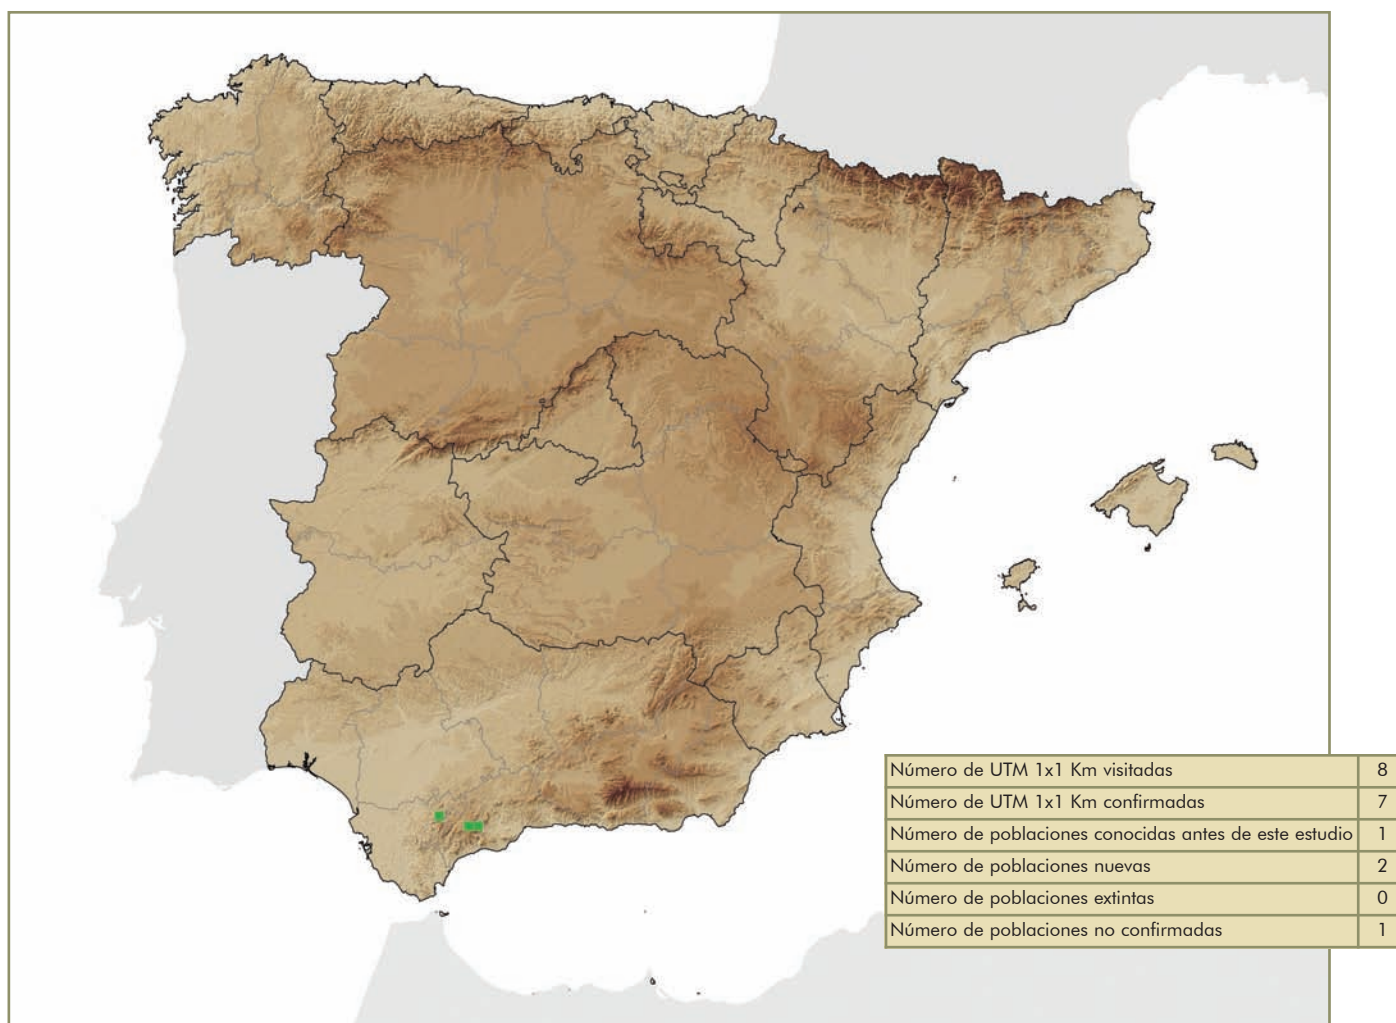 Número de UTM 1x1 Km visitadas 8
Número de UTM 1x1 Km confirmadas 7
Número de poblaciones conocidas antes de este estudio 1
Número de poblaciones nuevas 2
Número de poblaciones extintas 0
Número de poblaciones no confirmadas 1